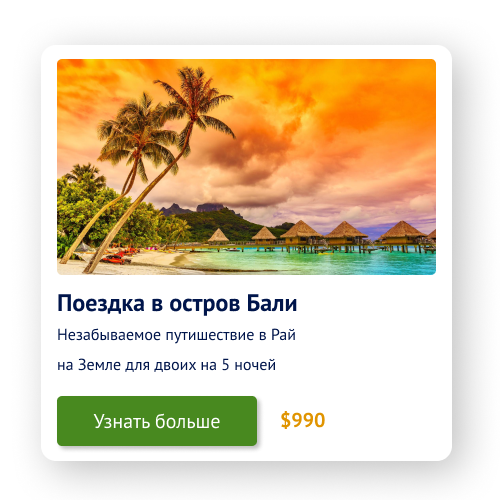 Поездка в остров Бали
Незабываемое путишествие в Рай
на Земле для двоих на 5 ночей
Узнать больше
$990